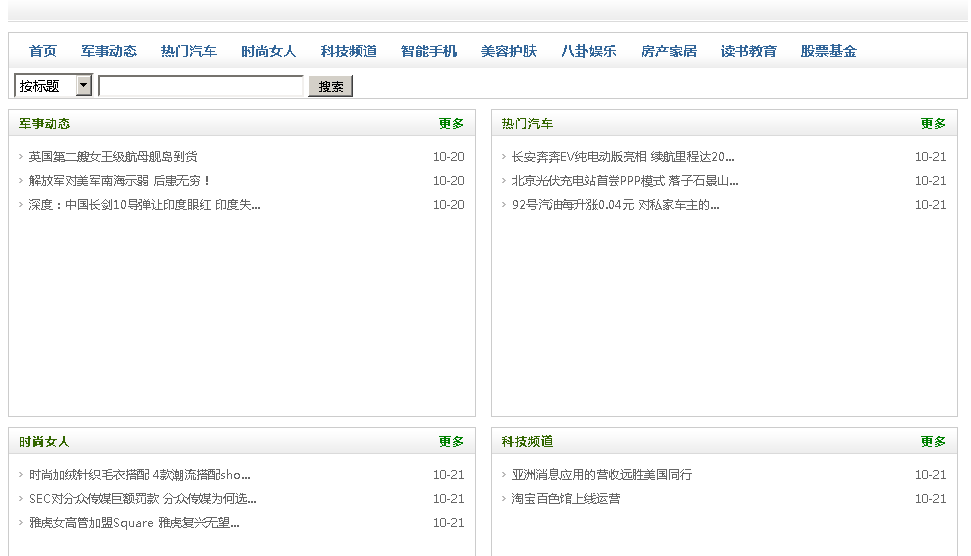 首页 军事动态 热门汽车 时尚女人 科技频道 智能手机 美容护肤 八卦娱乐 房产家居 读书教育 股票基金
按标题 搜索
军事动态 更多
英国第二艘女王级航母舰岛到货 10-20
解放军对美军南海示弱 后患无穷！ 10-20
深度：中国长剑10导弹让印度眼红 印度失... 10-20
热门汽车 更多
长安奔奔EV纯电动版亮相 续航里程达20... 10-21
北京光伏充电站首尝PPP模式 落子石景山... 10-21
92号汽油每升涨0.04元 对私家车主的... 10-21
时尚女人 更多
时尚加绒针织毛衣搭配 4款潮流搭配sho... 10-21
SEC对分众传媒巨额罚款 分众传媒为何选... 10-21
雅虎女高管加盟Square 雅虎复兴无望... 10-21
科技频道 更多
亚洲消息应用的营收远胜美国同行 10-21
淘宝百色馆上线运营 10-21